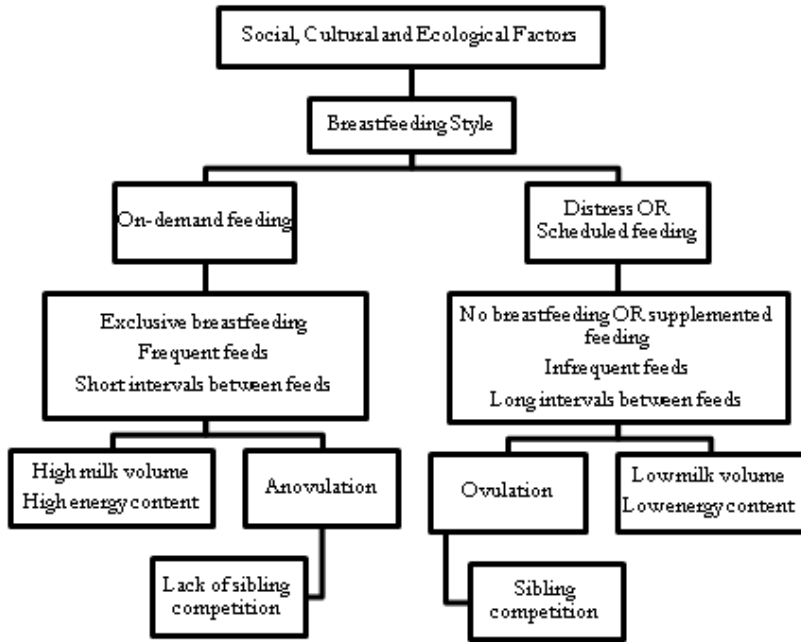 Social, Cultural and Ecological Factors
Breastfeeding Style
On-demand feeding
Distress OR
Scheduled feeding
Exclusive breastfeeding
Frequent feeds
Short intervals between feeds
No breastfeeding OR supplemented
feeding
Infrequent feeds
Long intervals between feeds
High milk volume
High energy content
Anovulation
Ovulation
Low milk volume
Low energy content
Lack of sibling
competition
Sibling
competition